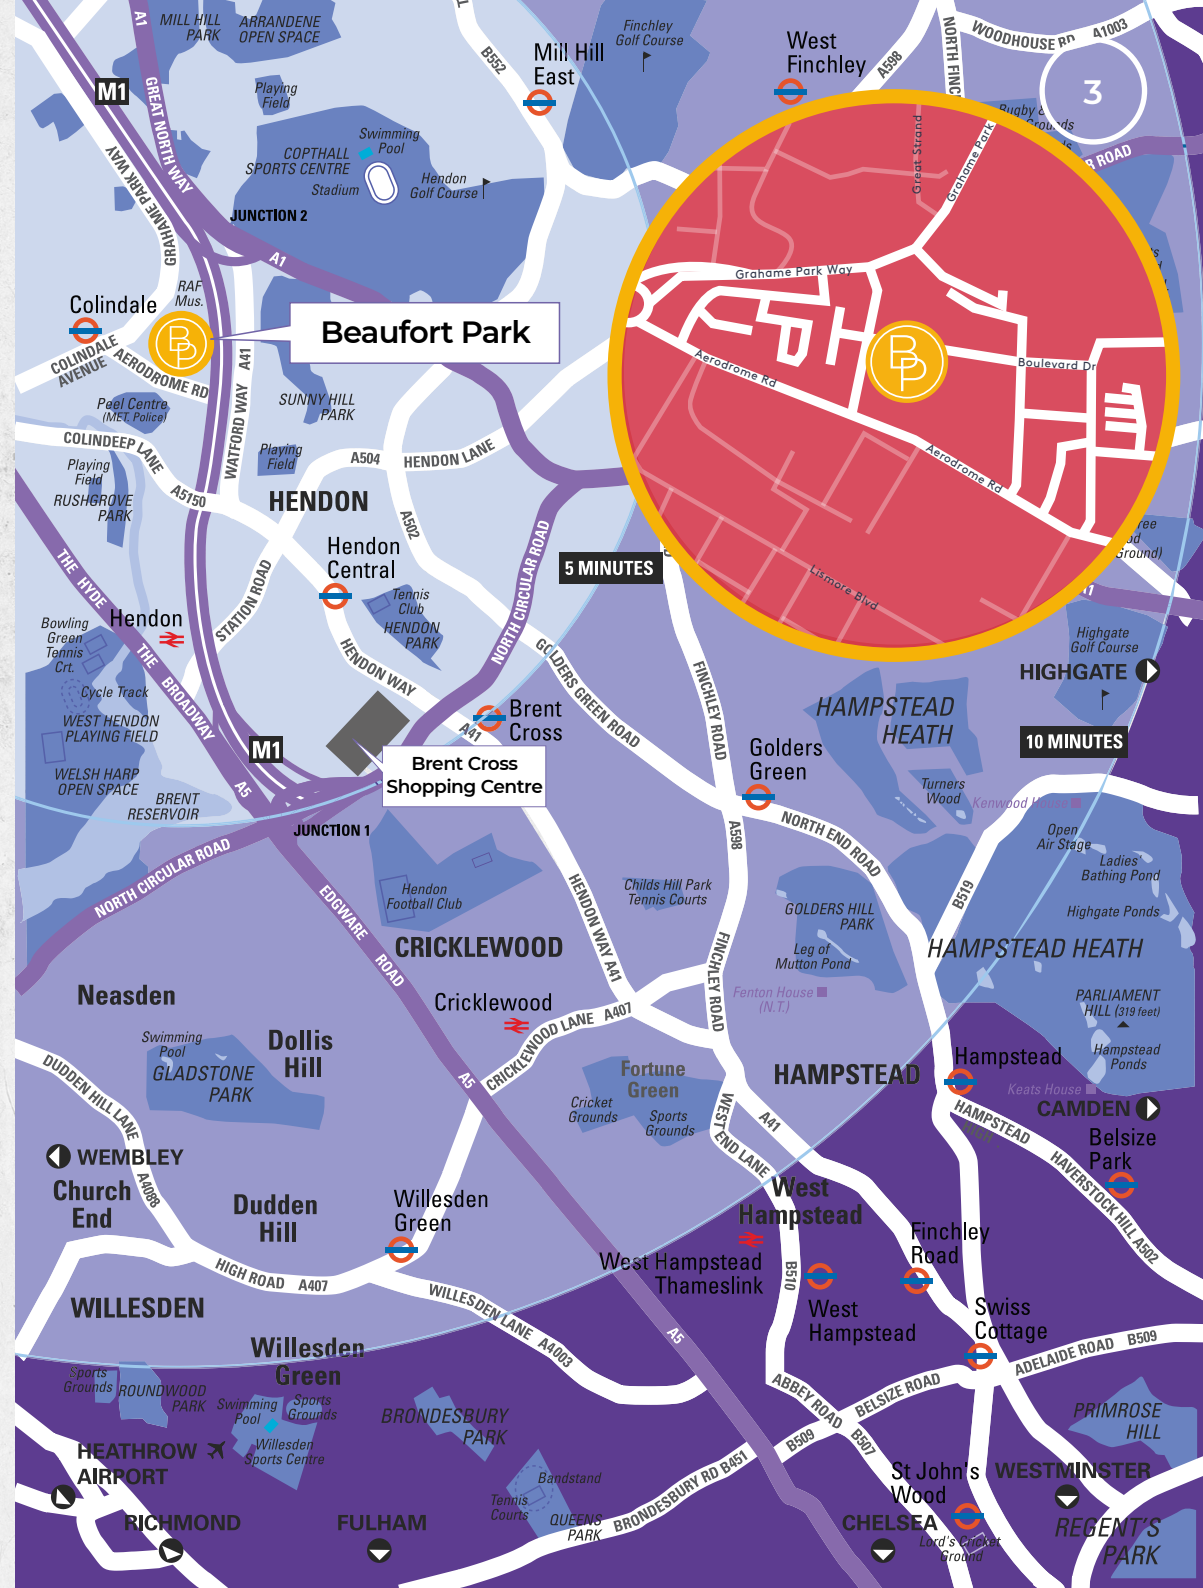 MILL HILL
PARK
ARRANDENE
OPEN SPACE
A1
B552
Finchley
Golf Course
Mill Hill
East
West
Finchley
A598
WOODHOUSE RD A1003
3
M1
GREAT NORTH WAY
Playing
Field
Swimming
Pool
COPTHALL
SPORTS CENTRE
Stadium
Hendon
Golf Course
GRAHAME PARK WAY
JUNCTION 2
A1
RAF
Mus.
Colindale
BP
Beaufort Park
COLINDALE
AVENUE
AERODROME RD
A41
WATFORD WAY
Peel Centre
(MET. Police)
SUNNY HILL
PARK
COLINDEEP LANE
Playing
Field
A504
HENDON LANE
Playing
Field
RUSHGROVE
PARK
A5150
HENDON
A502
Great Strand
Grahame Park
Grahame Park Way
Aerodrome Rd
BP
Boulevard Dr
Aerodrome Rd
Lismore Blvd
Ground)
Hendon
Central
5 MINUTES
THE HYDE
STATION ROAD
NORTH CIRCULAR ROAD
Tennis
Club
HENDON
PARK
Hendon
Bowling
Green
Tennis
Crt.
THE BROADWAY
HENDON WAY
GOLDERS GREEN ROAD
FINCHLEY ROAD
Highgate
Golf Course
HIGHGATE
Cycle Track
WEST HENDON
PLAYING FIELD
HAMPSTEAD
HEATH
Brent
Cross
A41
10 MINUTES
M1
Brent Cross
Shopping Centre
Golders
Green
WELSH HARP
OPEN SPACE
A5
BRENT
RESERVOIR
Turners
Wood
Kenwood House
JUNCTION 1
A598
NORTH END ROAD
Open
Air Stage
Ladies'
Bathing Pond
NORTH CIRCULAR ROAD
EDGWARE ROAD
Hendon
Football Club
HENDON WAY A41
Childs Hill Park
Tennis Courts
GOLDERS HILL
PARK
B519
Highgate Ponds
CRICKLEWOOD
FINCHLEY ROAD
Leg of
Mutton Pond
HAMPSTEAD HEATH
Neasden
Cricklewood
Fenton House
(N.T.)
PARLIAMENT
HILL (319 feet)
CRICKLEWOOD LANE A407
Swimming
Pool
Dollis
Hill
GLADSTONE
PARK
Hampstead
Ponds
DUDDEN HILL LANE
A5
Fortune
Green
HAMPSTEAD
Hampstead
Keats House
Cricket
Grounds
Sports
Grounds
CAMDEN
WEST END LANE
A41
HAMPSTEAD
HIGH
HAVERSTOCK HILL A502
Belsize
Park
WEMBLEY
Church
End
A4088
Dudden
Hill
Willesden
Green
West
Hampstead
West Hampstead
Thameslink
B510
Finchley
Road
HIGH ROAD A407
WILLESDEN
WILLESDEN LANE A4003
West
Hampstead
Swiss
Cottage
A5
ADELAIDE ROAD B509
Willesden
Green
Sports
Grounds
ROUNDWOOD
PARK
Swimming
Pool
Sports
Grounds
Willesden
Sports Centre
BRONDESBURY
PARK
ABBEY ROAD
B507
BELSIZE ROAD
B509
PRIMROSE
HILL
HEATHROW
AIRPORT
Bandstand
Tennis
Courts
QUEENS
PARK
BRONDESBURY RD B451
St John's
Wood
WESTMINSTER
RICHMOND
FULHAM
CHELSEA
Lord's Cricket
Ground
REGENT'S
PARK